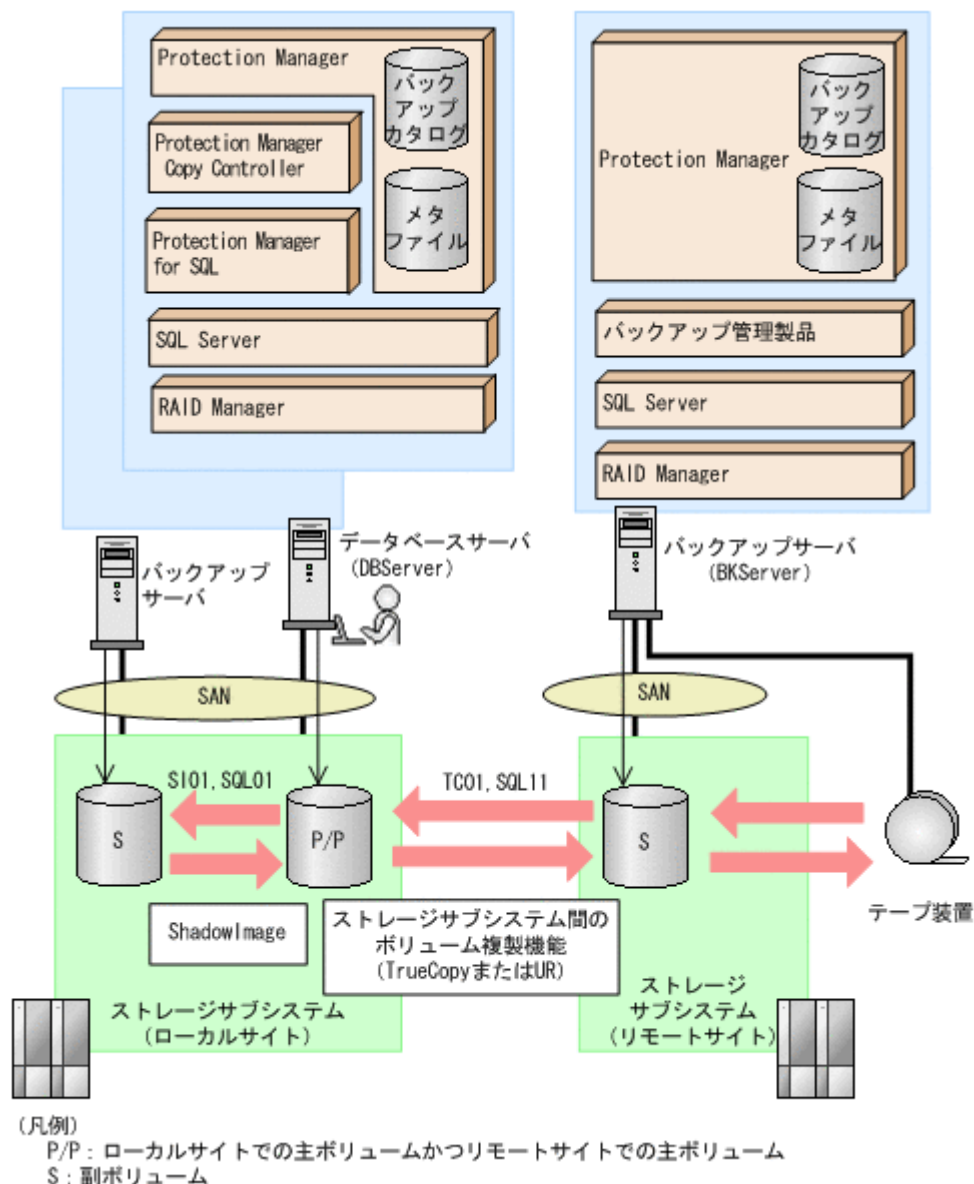 Protection Manager
バック
アップ
カタログ
Protection Manager
Copy Controller
メタ
ファイル
Protection Manager
for SQL
SQL Server
RAID Manager
Protection Manager
バック
アップ
カタログ
メタ
ファイル
バックアップ管理製品
SQL Server
RAID Manager
バックアップ
サーバ
データベースサーバ
(DBServer)
バックアップサーバ
(BKServer)
SAN
SAN
SI01,SQL01
TC01,SQL11
S
P/P
S
テープ装置
ShadowImage
ストレージサブシステム間の
ボリューム複製機能
(TrueCopyまたはUR)
ストレージサブシステム
(ローカルサイト)
ストレージ
サブシステム
(リモートサイト)
(凡例)
P/P：ローカルサイトでの主ボリュームかつリモートサイトでの主ボリューム
S：副ボリューム